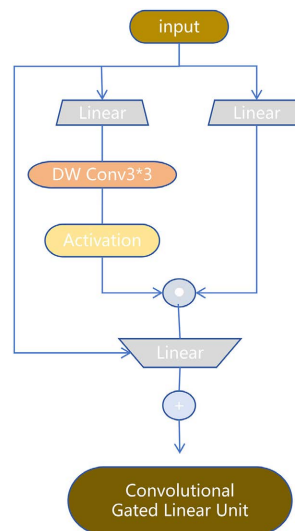 input
Linear
Linear
DW Conv3*3
Activation
Linear
+
Convolutional
Gated Linear Unit